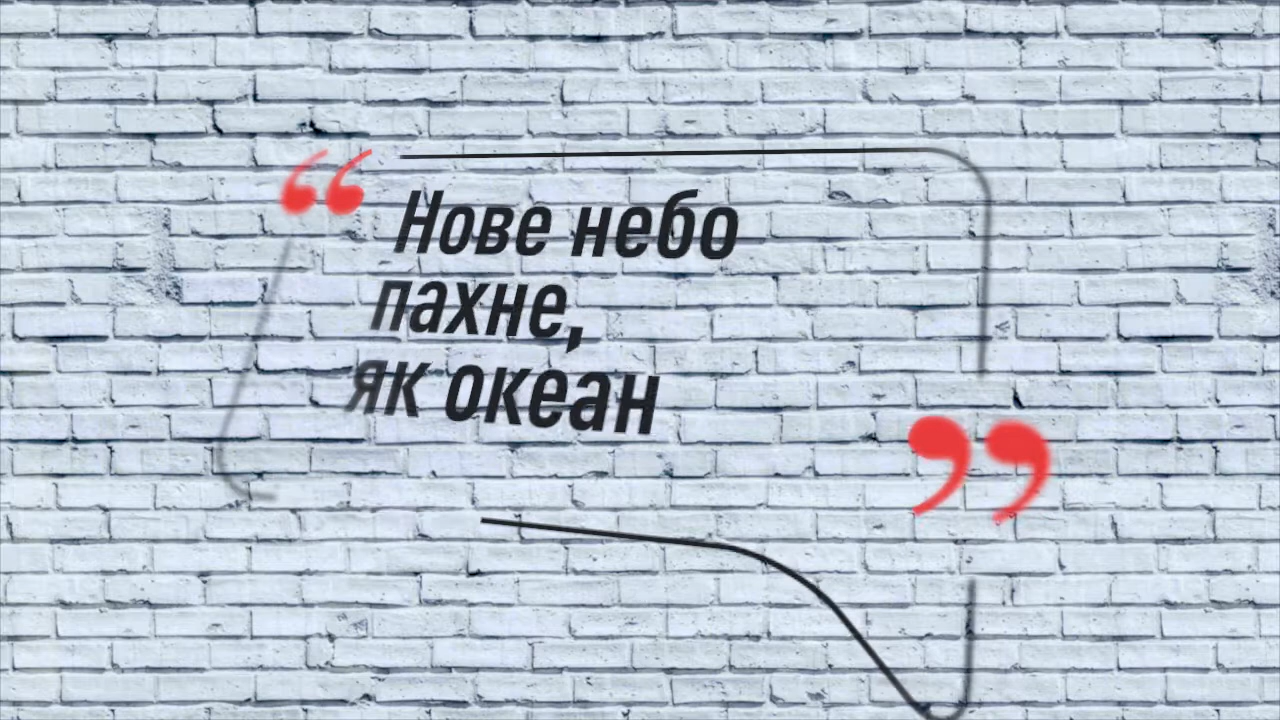 “ Нове небо
пахне,
як океан ”